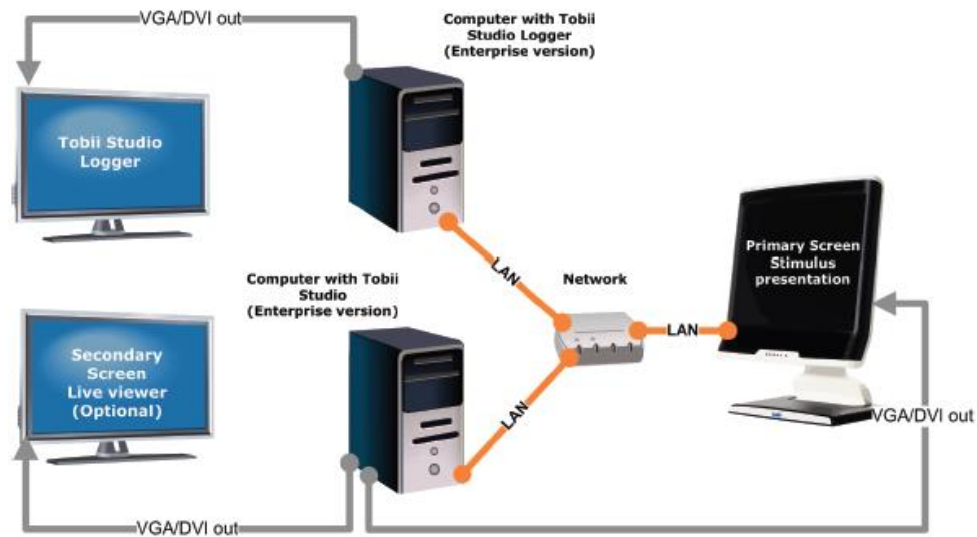 VGA/DVI out
Computer with Tobii
Studio Logger
(Enterprise version)
Tobii Studio
Logger
LAN
Primary Screen
Stimulus
presentation
Computer with Tobii
Studio
(Enterprise version)
Network
LAN
Secondary
Screen
Live viewer
(Optional)
LAN
VGA/DVI out
VGA/DVI out